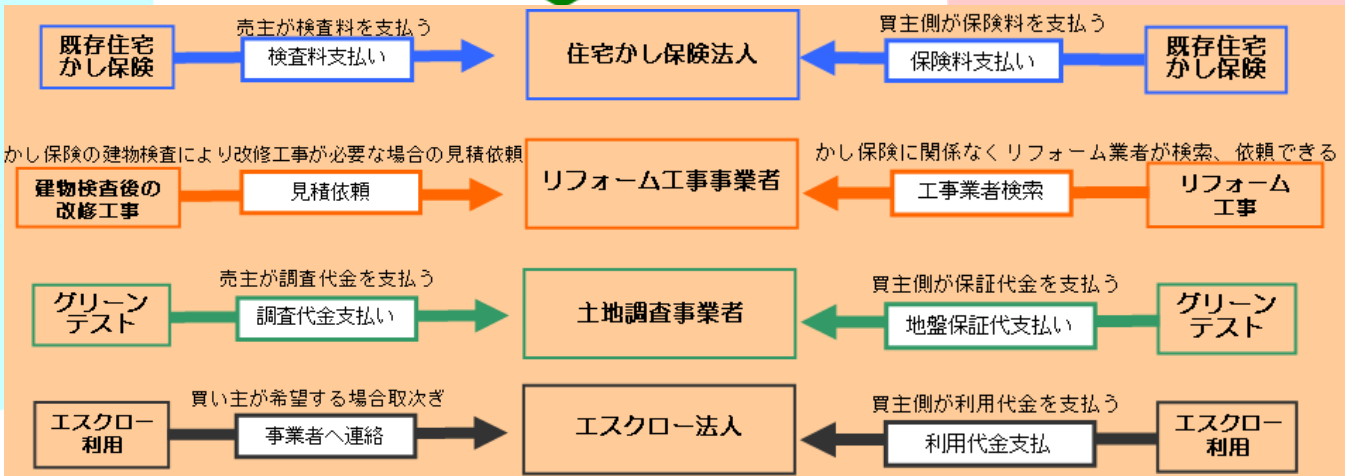 売主が検査料を支払う
買主側が保険料を支払う
既存住宅
かし保険
検査料支払い
住宅かし保険法人
保険料支払い
既存住宅
かし保険
かし保険の建物検査により改修工事が必要な場合の見積依頼
かし保険に関係なくリフォーム業者が検索、依頼できる
建物検査後の
改修工事
見積依頼
リフォーム工事事業者
工事業者検索
リフォーム
工事
売主が調査代金を支払う
買主側が保証代金を支払う
グリーン
テスト
調査代金支払い
土地調査事業者
地盤保証代支払い
グリーン
テスト
買い主が希望する場合取次ぎ
買主側が利用代金を支払う
エスクロー
利用
事業者へ連絡
エスクロー法人
利用代金支払
エスクロー
利用